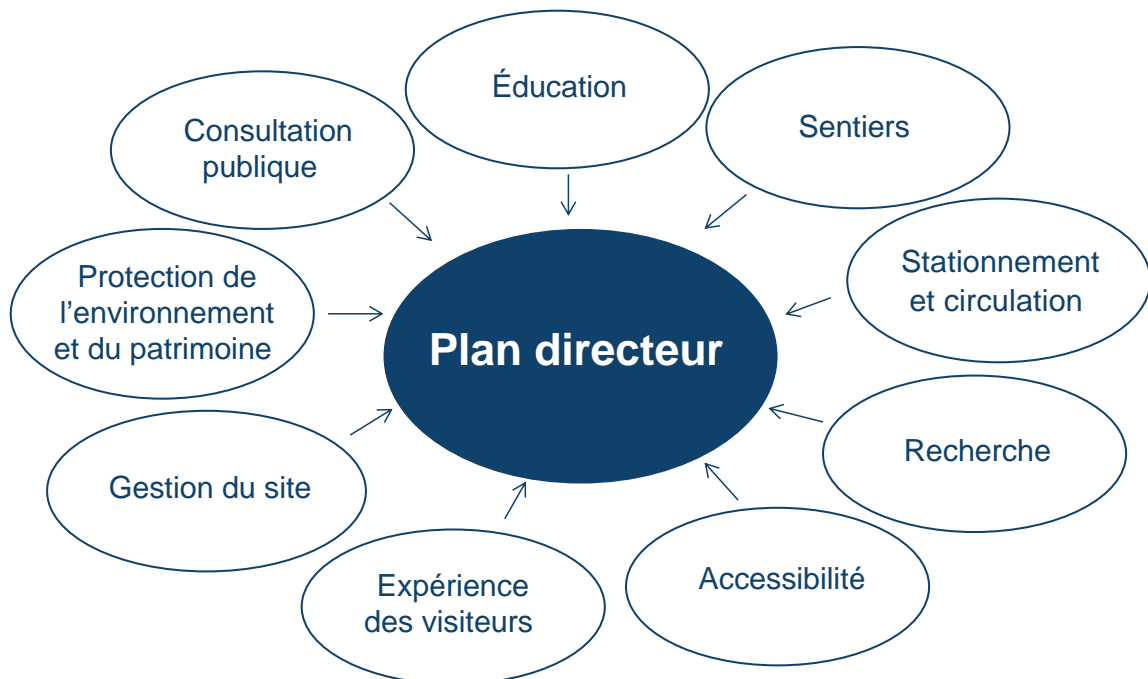 Éducation
Sentiers
Consultation
publique
Stationnement
et circulation
Protection de
l’environnement
et du patrimoine
Plan directeur
Recherche
Gestion du site
Accessibilité
Expérience
des visiteurs